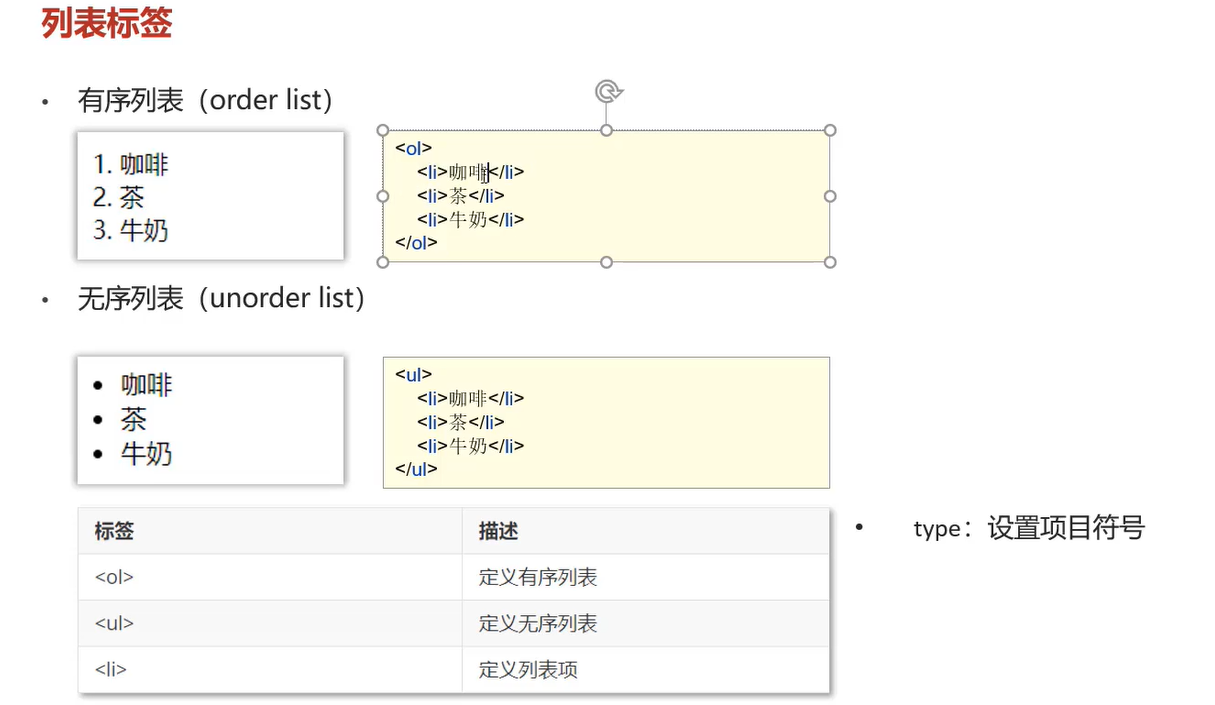 列表标签
• 有序列表（order list）
1. 咖啡
2. 茶
3. 牛奶
<ol>
<li>咖啡</li>
<li>茶</li>
<li>牛奶</li>
</ol>
• 无序列表（unorder list）
• 咖啡
• 茶
• 牛奶
<ul>
<li>咖啡</li>
<li>茶</li>
<li>牛奶</li>
</ul>
标签 描述
<ol> 定义有序列表
<ul> 定义无序列表
<li> 定义列表项
• type：设置项目符号